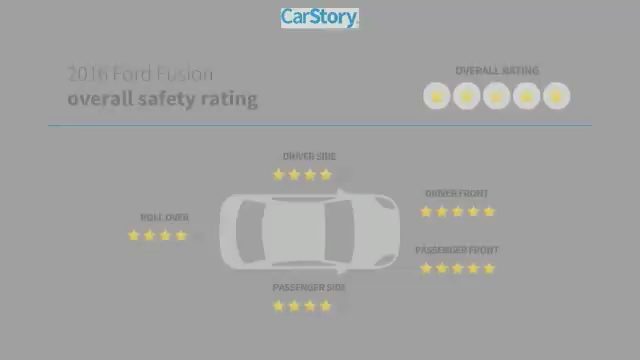 CarStory.
2016 Ford Fusion
overall safety rating
OVERALL RATING
DRIVER SIDE
DRIVER FRONT
ROLL OVER
PASSENGER FRONT
PASSENGER SIDE